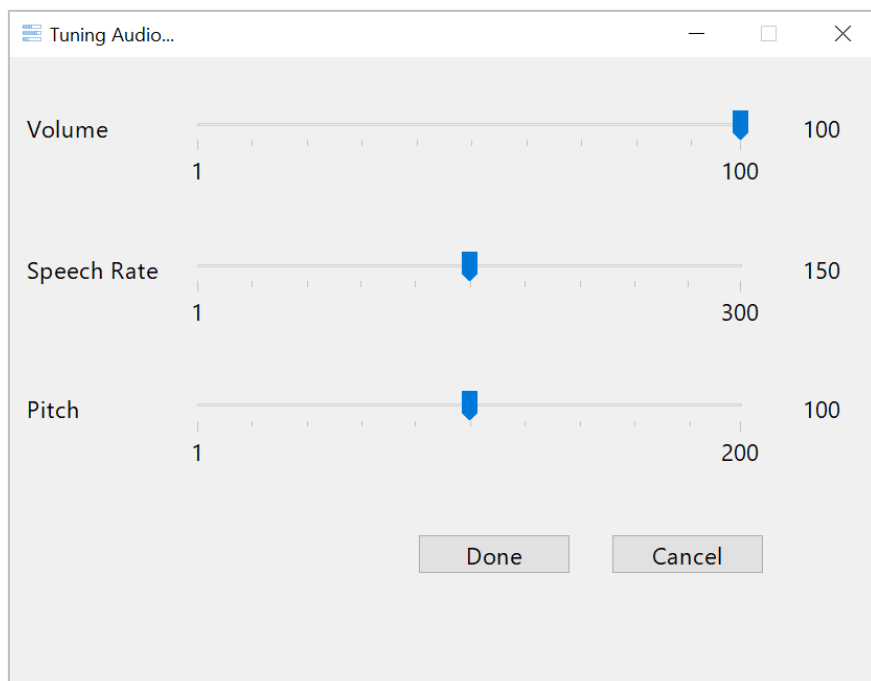 Tuning Audio...
Volume 100
1 100
Speech Rate 150
1 300
Pitch 100
1 200
Done Cancel